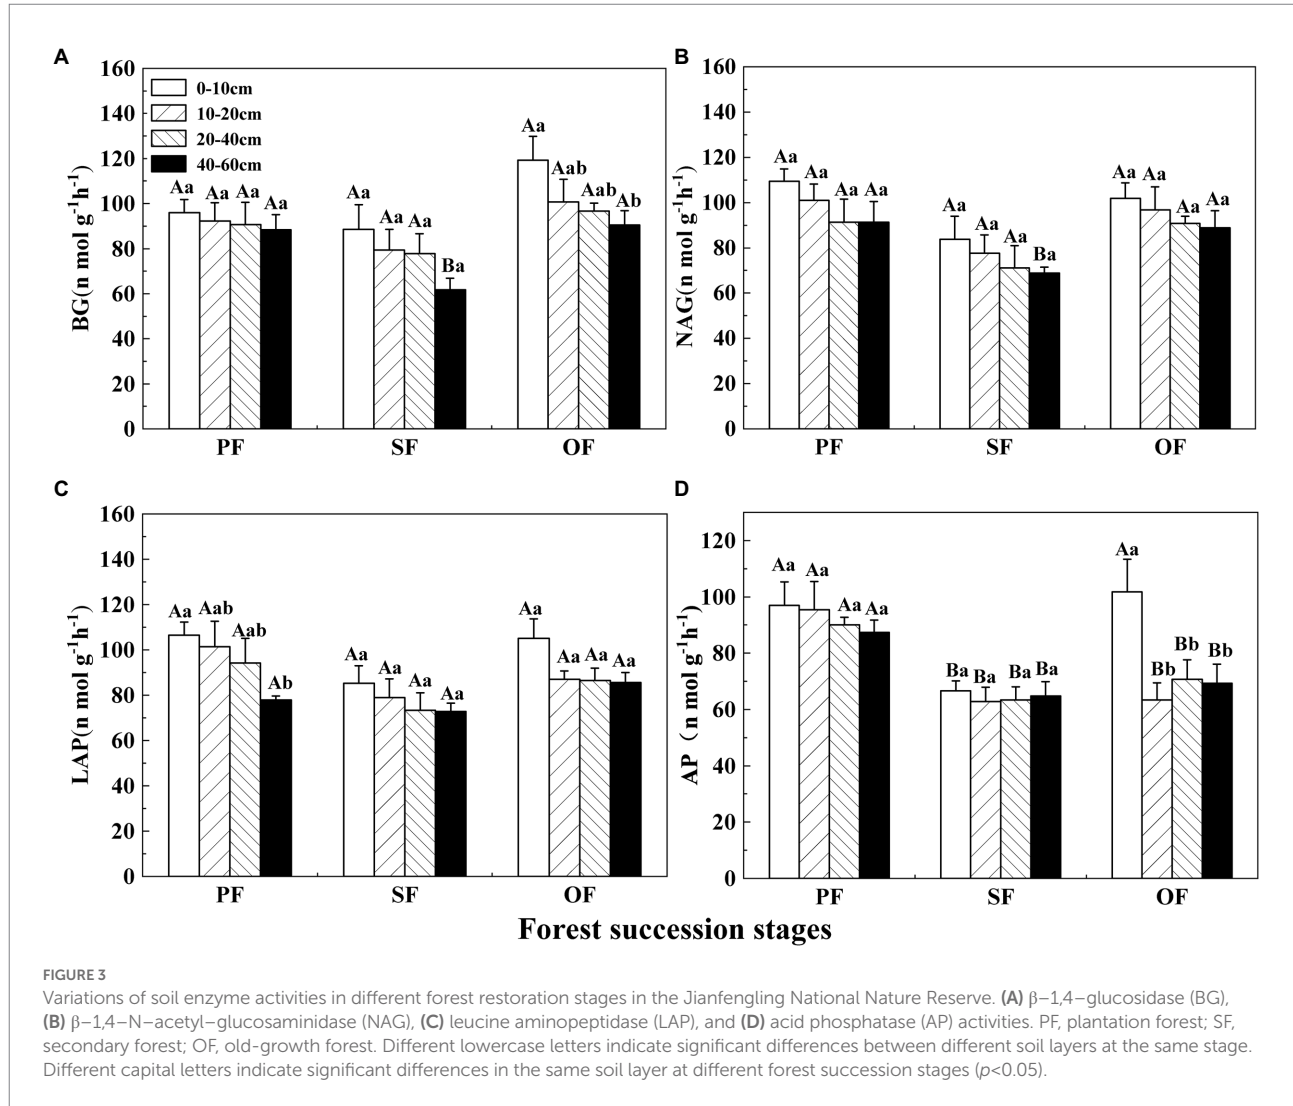 A
160
140
120
100
80
60
40
20
0
BG(n mol g⁻¹h⁻¹)
0-10cm
10-20cm
20-40cm
40-60cm
Aa Aa Aa Aa
Aa Aa Aa Ba
Aa Aab Aab Ab
PF SF OF
B
160
140
120
100
80
60
40
20
0
NAG(n mol g⁻¹h⁻¹)
Aa Aa Aa Aa
Aa Aa Aa Ba
Aa Aa Aa Aa
PF SF OF
C
160
140
120
100
80
60
40
20
0
LAP(n mol g⁻¹h⁻¹)
Aa Aab Aab Ab
Aa Aa Aa Aa
Aa Aa Aa Aa
PF SF OF
D
120
100
80
60
40
20
0
AP（n mol g⁻¹h⁻¹)
Aa Aa Aa Aa
Ba Ba Ba Ba
Aa Bb Bb Bb
PF SF OF
Forest succession stages
FIGURE 3
Variations of soil enzyme activities in different forest restoration stages in the Jianfengling National Nature Reserve. (A) β–1,4–glucosidase (BG),
(B) β–1,4–N–acetyl–glucosaminidase (NAG), (C) leucine aminopeptidase (LAP), and (D) acid phosphatase (AP) activities. PF, plantation forest; SF,
secondary forest; OF, old-growth forest. Different lowercase letters indicate significant differences between different soil layers at the same stage.
Different capital letters indicate significant differences in the same soil layer at different forest succession stages (p<0.05).